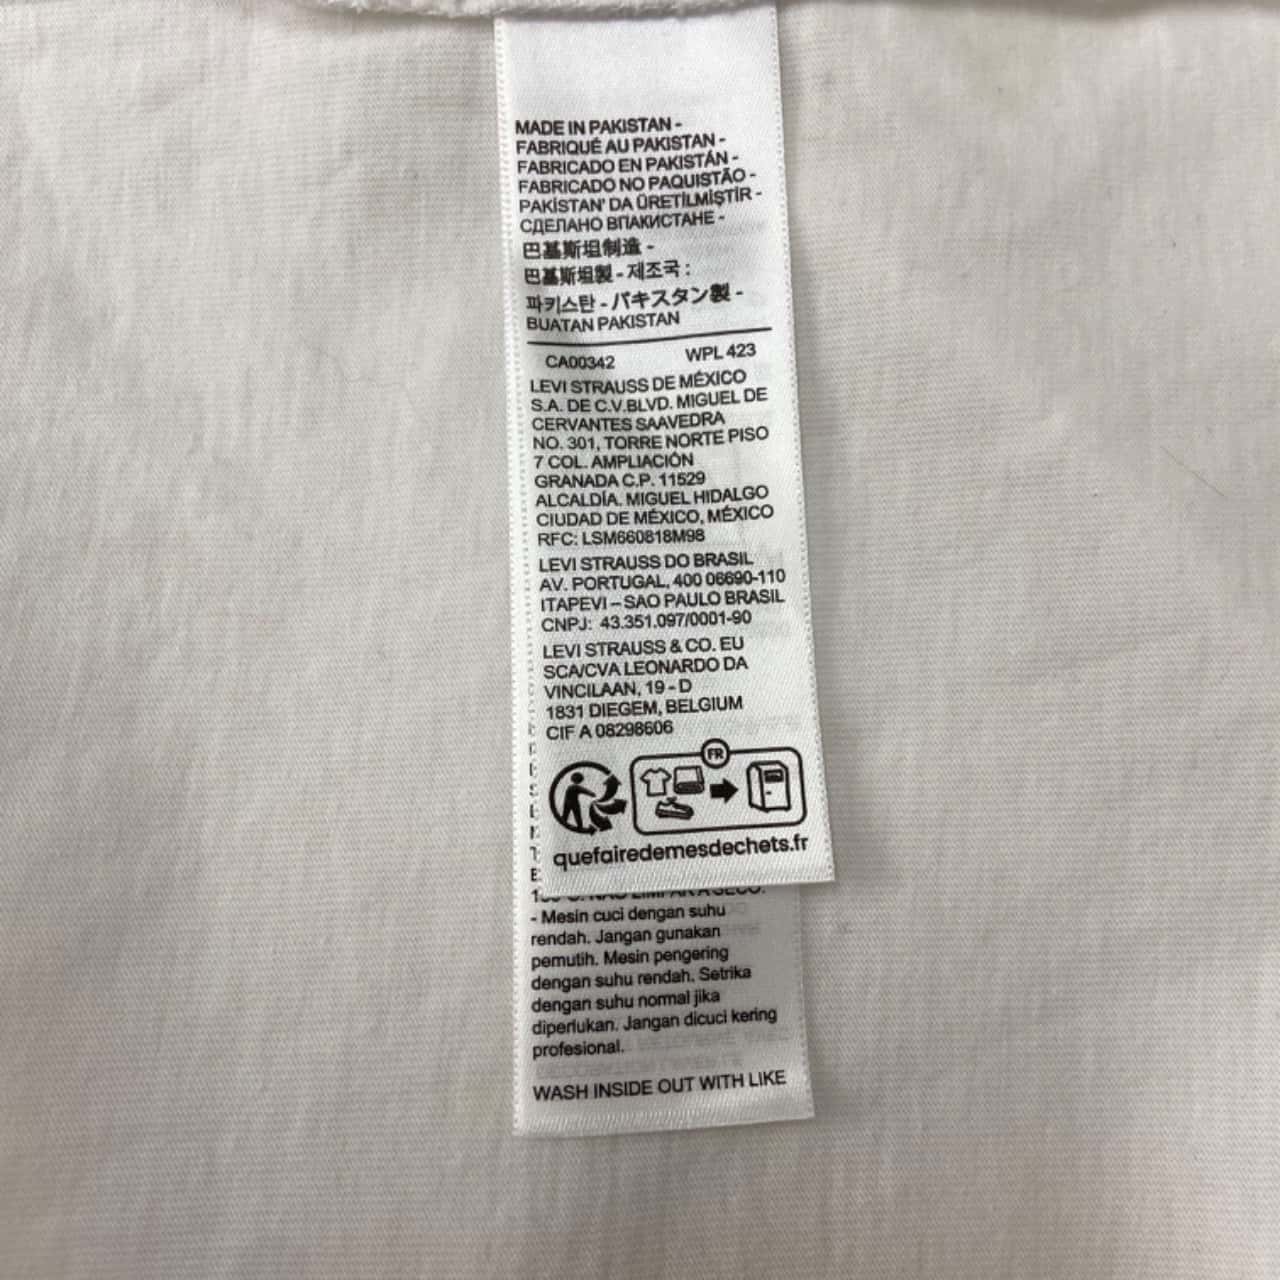 MADE IN PAKISTAN -
FABRIQUÉ AU PAKISTAN -
FABRICADO EN PAKISTÁN -
FABRICADO NO PAQUISTÃO -
PAKİSTAN' DA ÜRETİLMİŞTİR -
СДЕЛАНО ВПАКИСТАНЕ -
巴基斯坦制造 -
巴基斯坦製 - 제조국 :
파키스탄 - パキスタン製 -
BUATAN PAKISTAN
CA00342 WPL 423
LEVI STRAUSS DE MÉXICO
S.A. DE C.V.BLVD. MIGUEL DE
CERVANTES SAAVEDRA
NO. 301, TORRE NORTE PISO
7 COL. AMPLIACIÓN
GRANADA C.P. 11529
ALCALDÍA. MIGUEL HIDALGO
CIUDAD DE MÉXICO, MÉXICO
RFC: LSM660818M98
LEVI STRAUSS DO BRASIL
AV. PORTUGAL, 400 06690-110
ITAPEVI – SAO PAULO BRASIL
CNPJ: 43.351.097/0001-90
LEVI STRAUSS & CO. EU
SCA/CVA LEONARDO DA
VINCILAAN, 19 - D
1831 DIEGEM, BELGIUM
CIF A 08298606
FR
quefairedemesdechets.fr
NÃO LIMPAR A SECO.
- Mesin cuci dengan suhu
rendah. Jangan gunakan
pemutih. Mesin pengering
dengan suhu rendah. Setrika
dengan suhu normal jika
diperlukan. Jangan dicuci kering
profesional.
WASH INSIDE OUT WITH LIKE